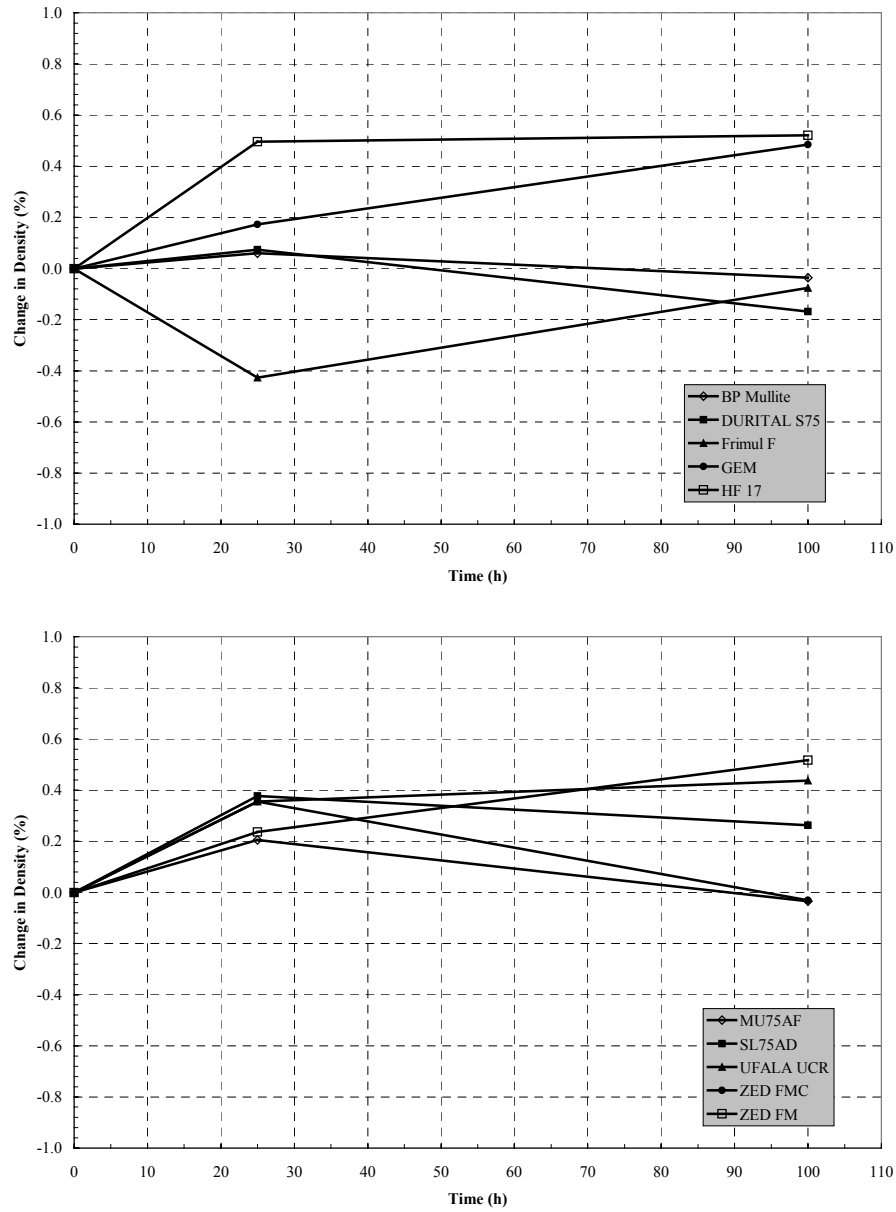 1.0
0.8
0.6
0.4
0.2
0.0
-0.2
-0.4
-0.6
-0.8
-1.0
Change in Density (%)
BP Mullite
DURITAL S75
Frimul F
GEM
HF 17
0 10 20 30 40 50 60 70 80 90 100 110
Time (h)
1.0
0.8
0.6
0.4
0.2
0.0
-0.2
-0.4
-0.6
-0.8
-1.0
Change in Density (%)
MU75AF
SL75AD
UFALA UCR
ZED FMC
ZED FM
0 10 20 30 40 50 60 70 80 90 100 110
Time (h)